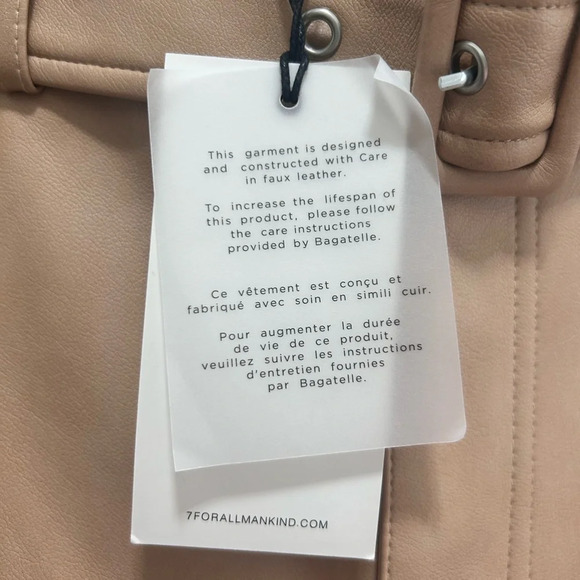 This garment is designed
and constructed with Care
in faux leather.
To increase the lifespan of
this product, please follow
the care instructions
provided by Bagatelle.
Ce vêtement est conçu et
fabriqué avec soin en simili cuir.
Pour augmenter la durée
de vie de ce produit,
veuillez suivre les instructions
d'entretien fournies
par Bagatelle.
7FORALLMANKIND.COM